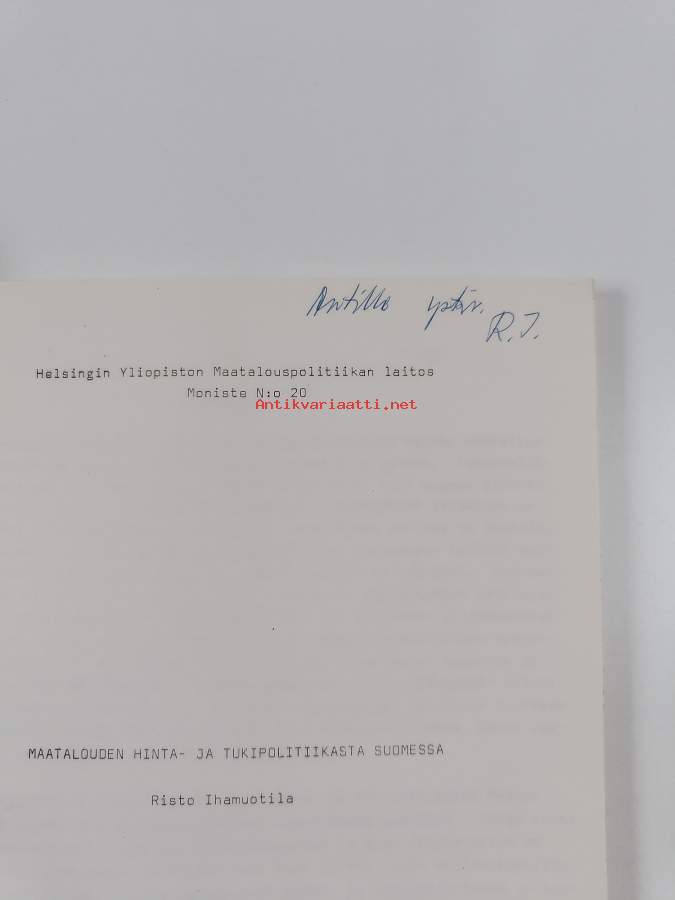 Antille ystäv.
R.I.
Helsingin Yliopiston Maatalouspolitiikan laitos
Moniste N:o 20
Antikvariaatti.net
MAATALOUDEN HINTA- JA TUKIPOLITIIKASTA SUOMESSA
Risto Ihamuotila